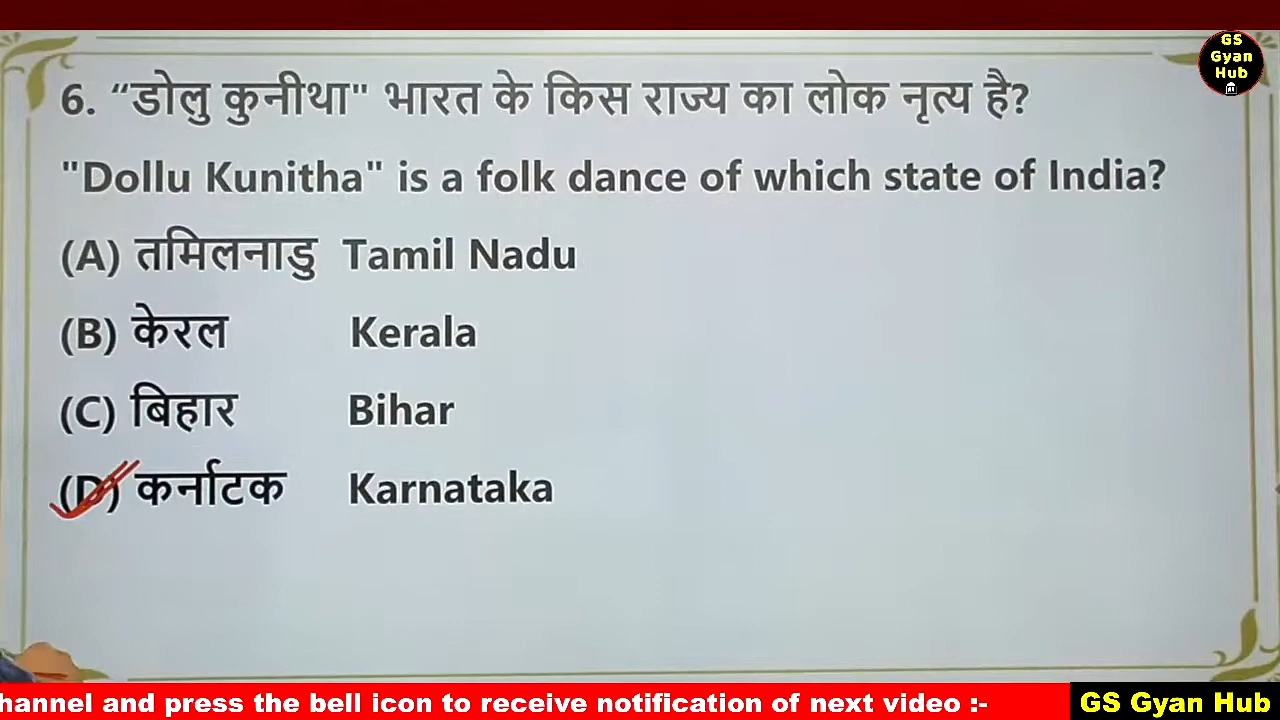 GS
Gyan
Hub
6. “डोलु कुनीथा" भारत के किस राज्य का लोक नृत्य है?
"Dollu Kunitha" is a folk dance of which state of India?
(A) तमिलनाडु Tamil Nadu
(B) केरल Kerala
(C) बिहार Bihar
(D) कर्नाटक Karnataka
hannel and press the bell icon to receive notification of next video :-
GS Gyan Hub